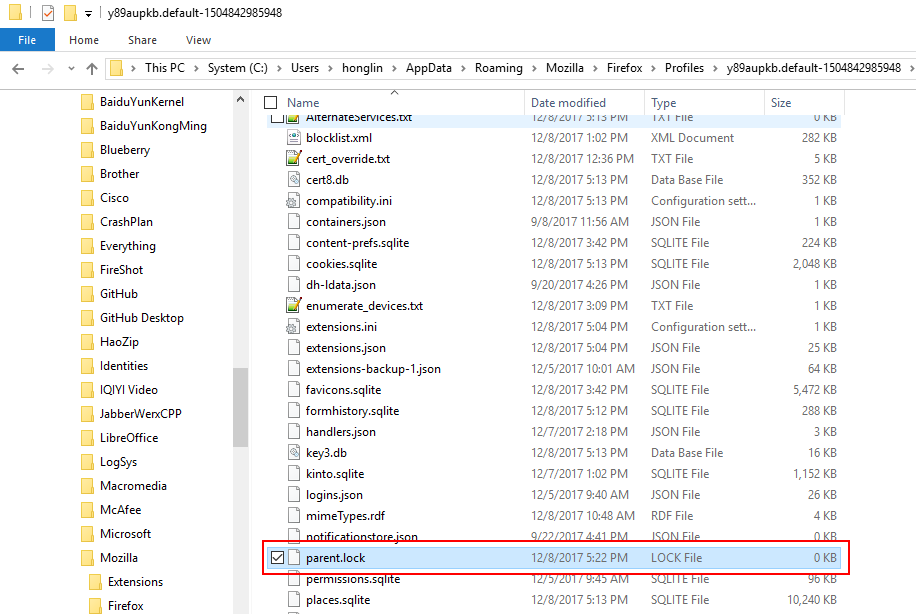 y89aupkb.default-1504842985948
File Home Share View
This PC System (C:) Users honglin AppData Roaming Mozilla Firefox Profiles y89aupkb.default-1504842985948
BaiduYunKernel
BaiduYunKongMing
Blueberry
Brother
Cisco
CrashPlan
Everything
FireShot
GitHub
GitHub Desktop
HaoZip
Identities
IQIYI Video
JabberWerxCPP
LibreOffice
LogSys
Macromedia
McAfee
Microsoft
Mozilla
Extensions
Firefox
Name Date modified Type Size
AlternateServices.txt 12/8/2017 5:13 PM TXT File 0 KB
blocklist.xml 12/8/2017 1:02 PM XML Document 282 KB
cert_override.txt 12/8/2017 12:36 PM TXT File 5 KB
cert8.db 12/8/2017 5:13 PM Data Base File 352 KB
compatibility.ini 12/8/2017 5:13 PM Configuration sett... 1 KB
containers.json 9/8/2017 11:56 AM JSON File 1 KB
content-prefs.sqlite 12/8/2017 3:42 PM SQLITE File 224 KB
cookies.sqlite 12/8/2017 5:13 PM SQLITE File 2,048 KB
dh-ldata.json 9/20/2017 4:26 PM JSON File 1 KB
enumerate_devices.txt 12/8/2017 3:09 PM TXT File 1 KB
extensions.ini 12/8/2017 5:04 PM Configuration sett... 1 KB
extensions.json 12/8/2017 5:04 PM JSON File 25 KB
extensions-backup-1.json 12/5/2017 10:01 AM JSON File 64 KB
favicons.sqlite 12/8/2017 3:42 PM SQLITE File 5,472 KB
formhistory.sqlite 12/8/2017 5:12 PM SQLITE File 288 KB
handlers.json 12/7/2017 2:18 PM JSON File 3 KB
key3.db 12/8/2017 5:13 PM Data Base File 16 KB
kinto.sqlite 12/7/2017 1:02 PM SQLITE File 1,152 KB
logins.json 12/5/2017 9:40 AM JSON File 26 KB
mimeTypes.rdf 12/8/2017 10:48 AM RDF File 4 KB
notificationstore.json 9/22/2017 4:41 PM JSON File 0 KB
parent.lock 12/8/2017 5:22 PM LOCK File 0 KB
permissions.sqlite 12/5/2017 9:45 AM SQLITE File 96 KB
places.sqlite 12/8/2017 5:13 PM SQLITE File 10,240 KB